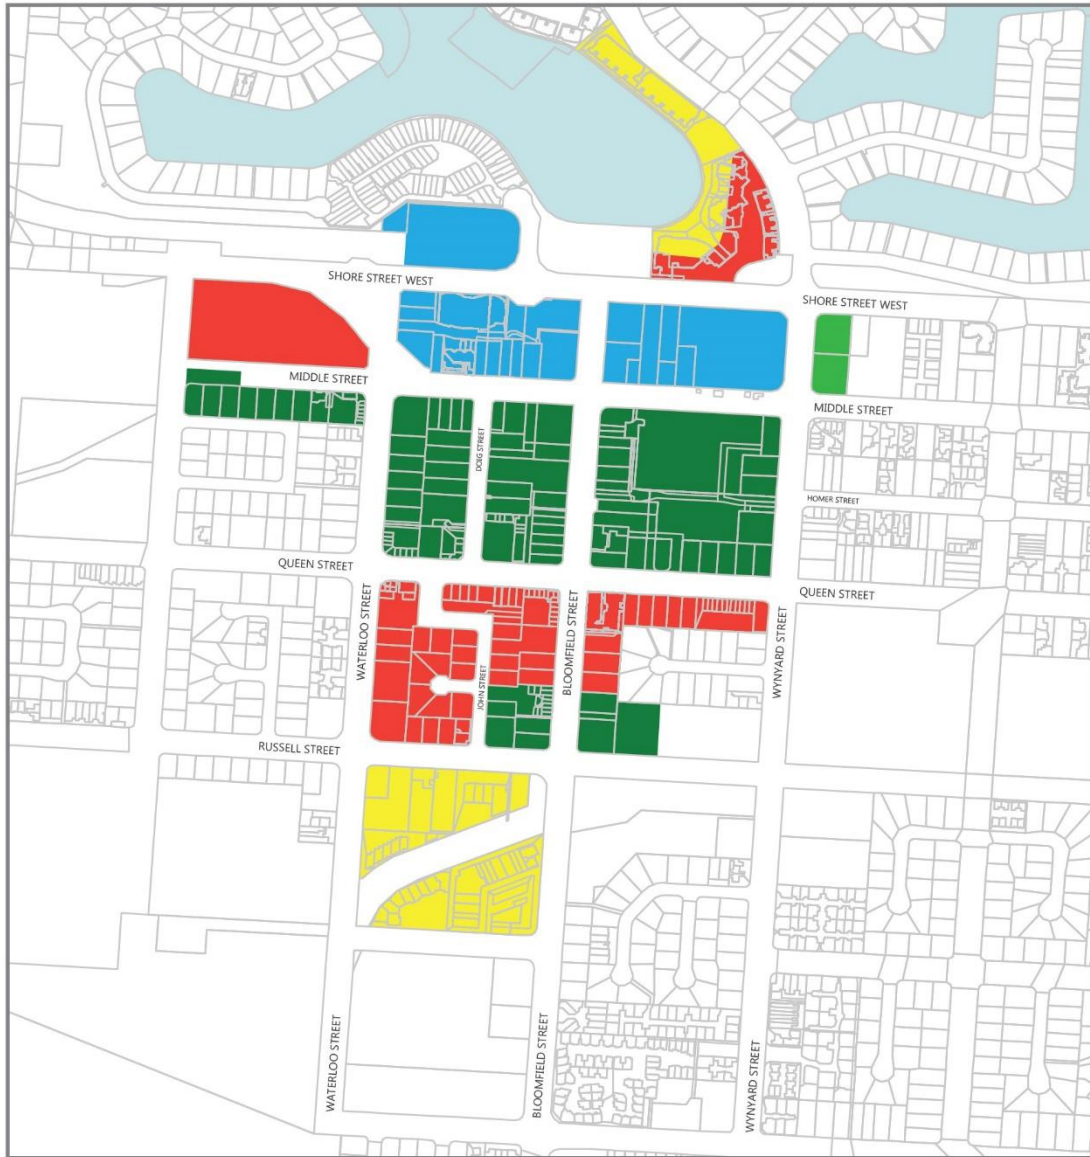 SHORE STREET WEST
SHORE STREET WEST
MIDDLE STREET
MIDDLE STREET
DOIG STREET
HOMER STREET
QUEEN STREET
QUEEN STREET
WATERLOO STREET
BLOOMFIELD STREET
WYNYARD STREET
JOHN STREET
RUSSELL STREET
WATERLOO STREET
BLOOMFIELD STREET
WYNYARD STREET